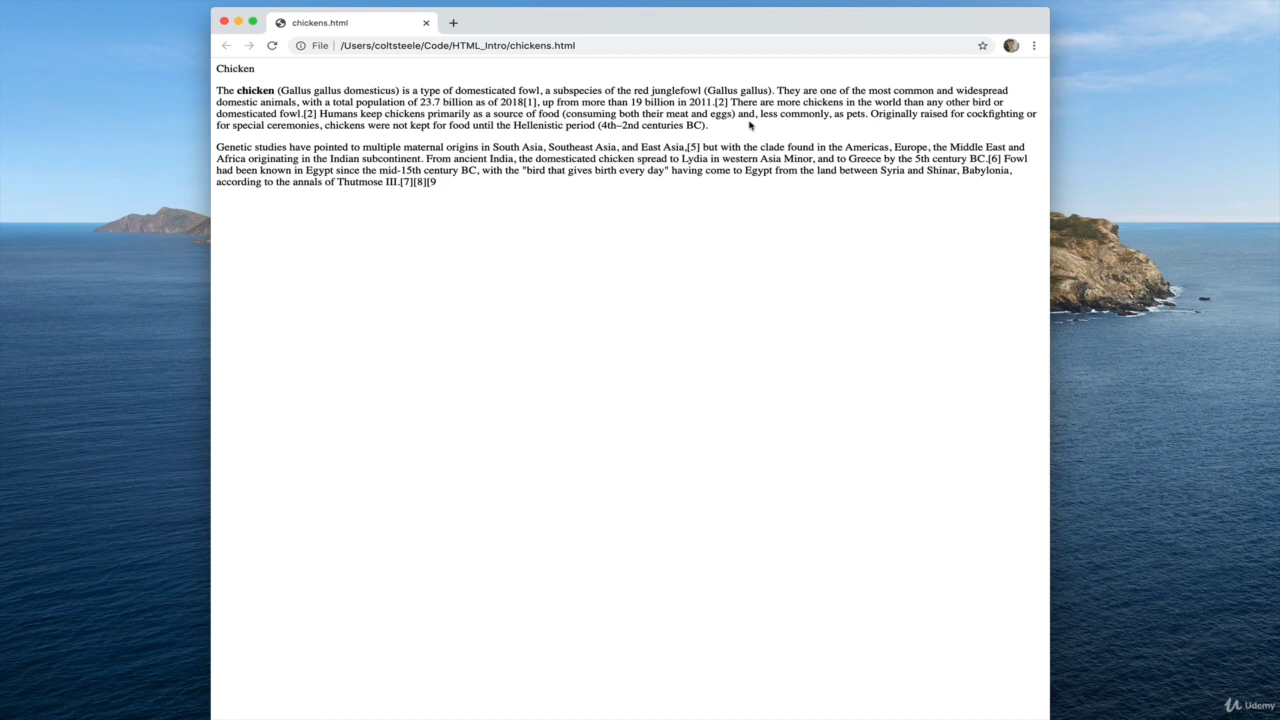 chickens.html
File
/Users/coltsteele/Code/HTML_Intro/chickens.html
Chicken
The chicken (Gallus gallus domesticus) is a type of domesticated fowl, a subspecies of the red junglefowl (Gallus gallus). They are one of the most common and widespread
domestic animals, with a total population of 23.7 billion as of 2018[1], up from more than 19 billion in 2011.[2] There are more chickens in the world than any other bird or
domesticated fowl.[2] Humans keep chickens primarily as a source of food (consuming both their meat and eggs) and, less commonly, as pets. Originally raised for cockfighting or
for special ceremonies, chickens were not kept for food until the Hellenistic period (4th–2nd centuries BC).
Genetic studies have pointed to multiple maternal origins in South Asia, Southeast Asia, and East Asia,[5] but with the clade found in the Americas, Europe, the Middle East and
Africa originating in the Indian subcontinent. From ancient India, the domesticated chicken spread to Lydia in western Asia Minor, and to Greece by the 5th century BC.[6] Fowl
had been known in Egypt since the mid-15th century BC, with the "bird that gives birth every day" having come to Egypt from the land between Syria and Shinar, Babylonia,
according to the annals of Thutmose III.[7][8][9
Udemy